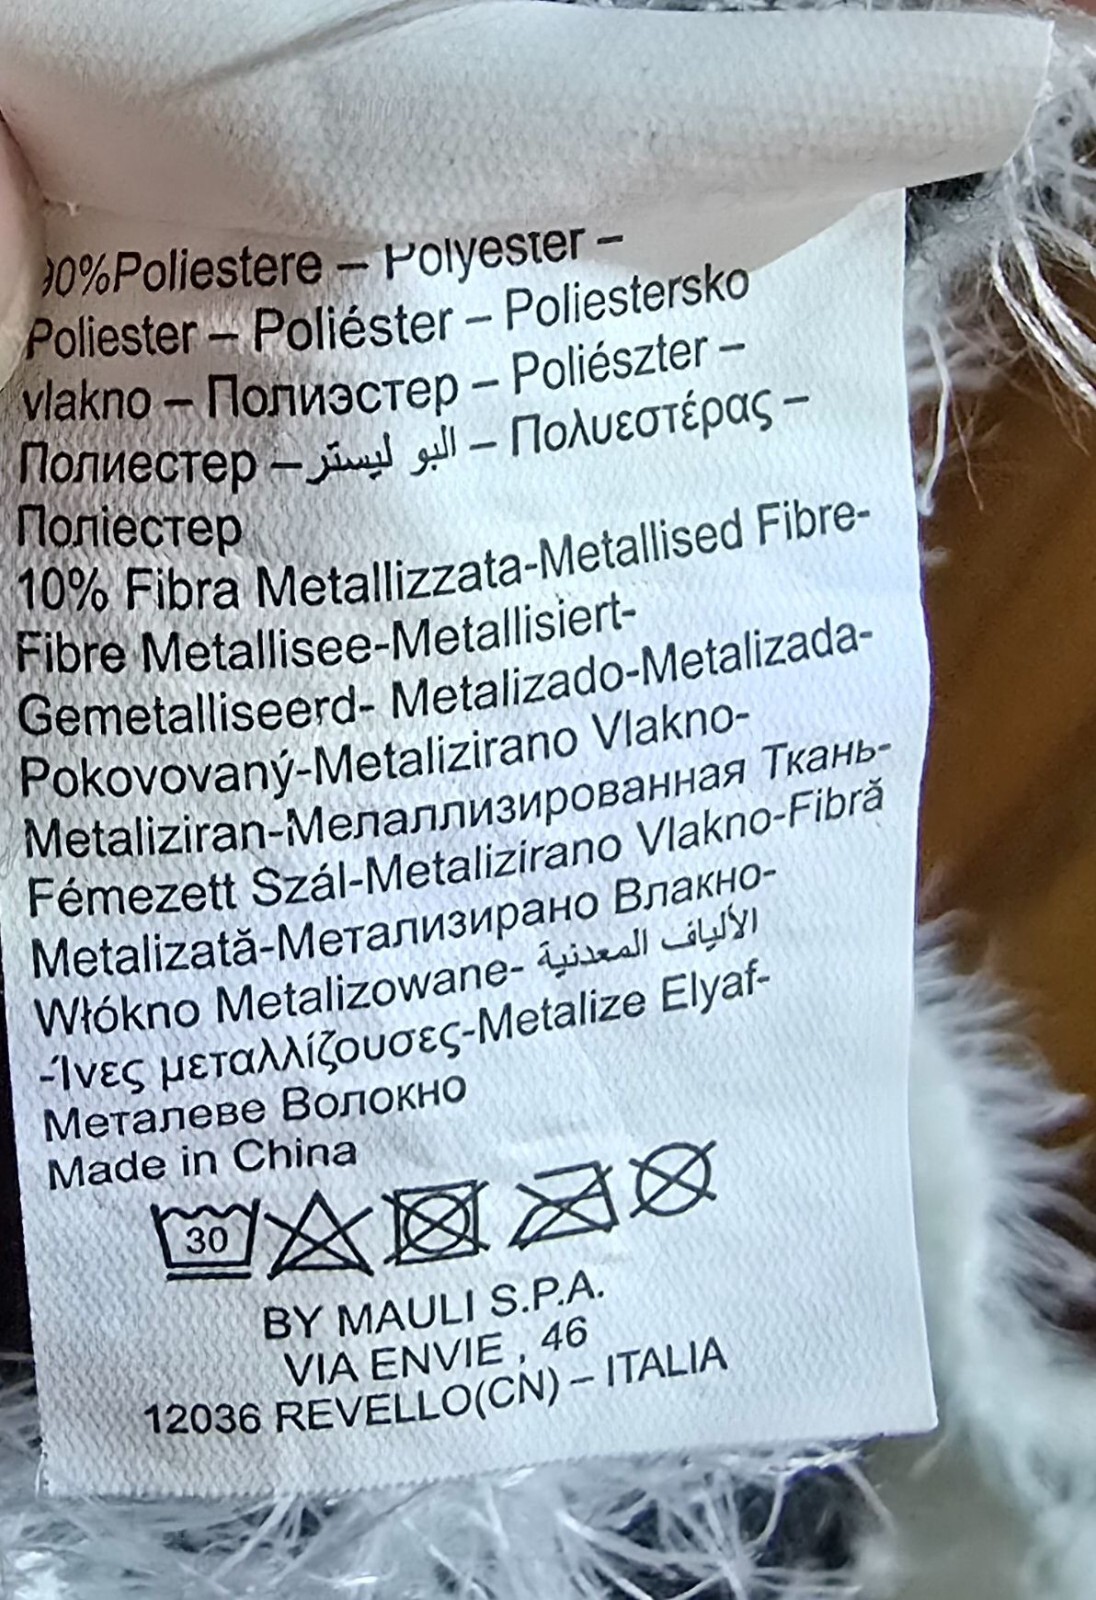 90%Poliestere – Polyester –
Poliester – Poliéster – Poliestersko
vlakno – Полиэстер – Poliészter –
Полиестер – البو ليستر – Πολυεστέρας –
Поліестер
10% Fibra Metallizzata-Metallised Fibre-
Fibre Metallisee-Metallisiert-
Gemetalliseerd- Metalizado-Metalizada-
Pokovovaný-Metalizirano Vlakno-
Metaliziran-Мепаллизированная Ткань-
Fémezett Szál-Metalizirano Vlakno-Fibră
Metalizată-Метализирано Влакно-
Włókno Metalizowane- الألياف المعدنية
-Ίνες μεταλλίζουσες-Metalize Elyaf-
Металеве Волокно
Made in China
30
BY MAULI S.P.A.
VIA ENVIE , 46
12036 REVELLO(CN) – ITALIA